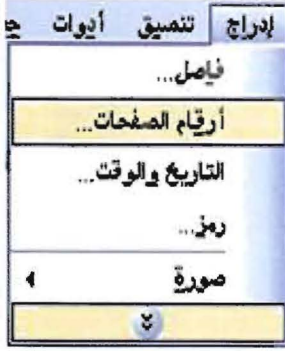 إدراج تنسيق أدوات
فاصل...
أرقام الصفحات...
التاريخ والوقت...
رمز...
صورة